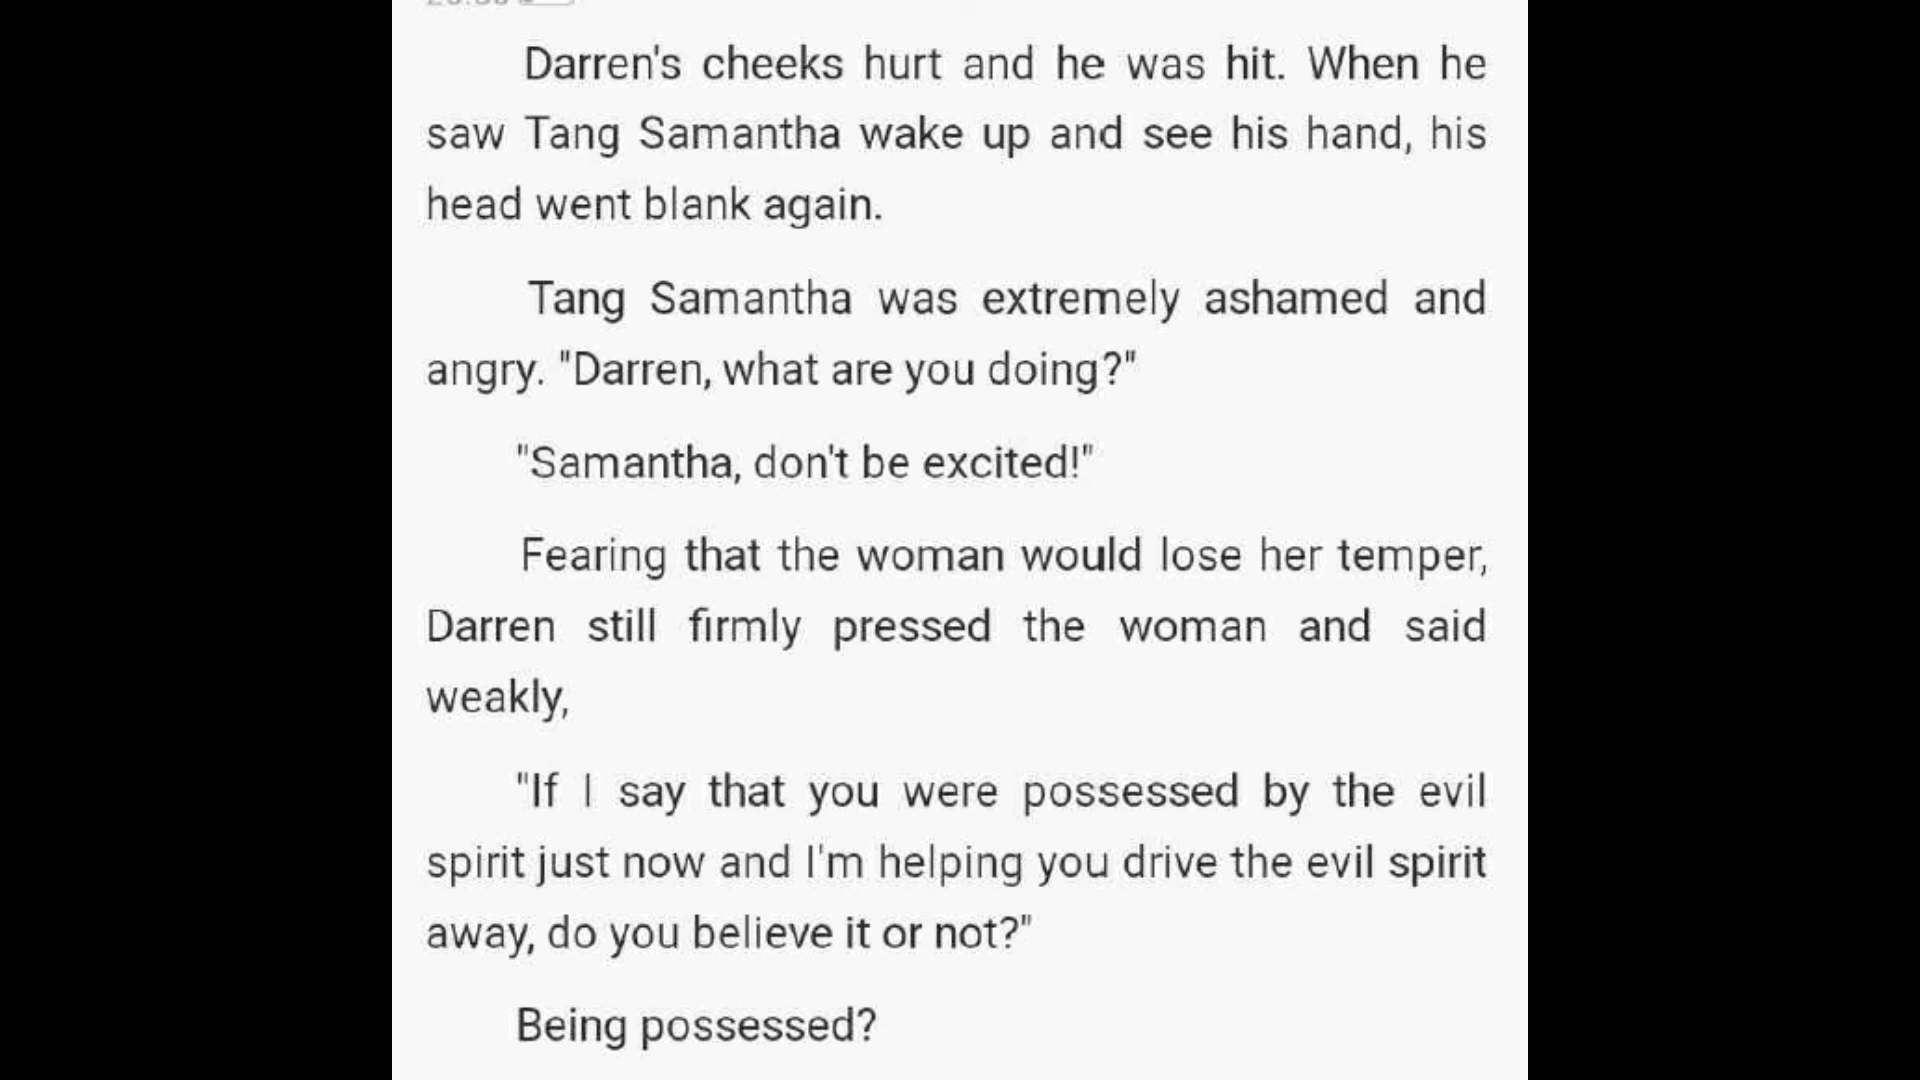 Darren's cheeks hurt and he was hit. When he
saw Tang Samantha wake up and see his hand, his
head went blank again.
Tang Samantha was extremely ashamed and
angry. "Darren, what are you doing?"
"Samantha, don't be excited!"
Fearing that the woman would lose her temper,
Darren still firmly pressed the woman and said
weakly,
"If I say that you were possessed by the evil
spirit just now and I'm helping you drive the evil spirit
away, do you believe it or not?"
Being possessed?